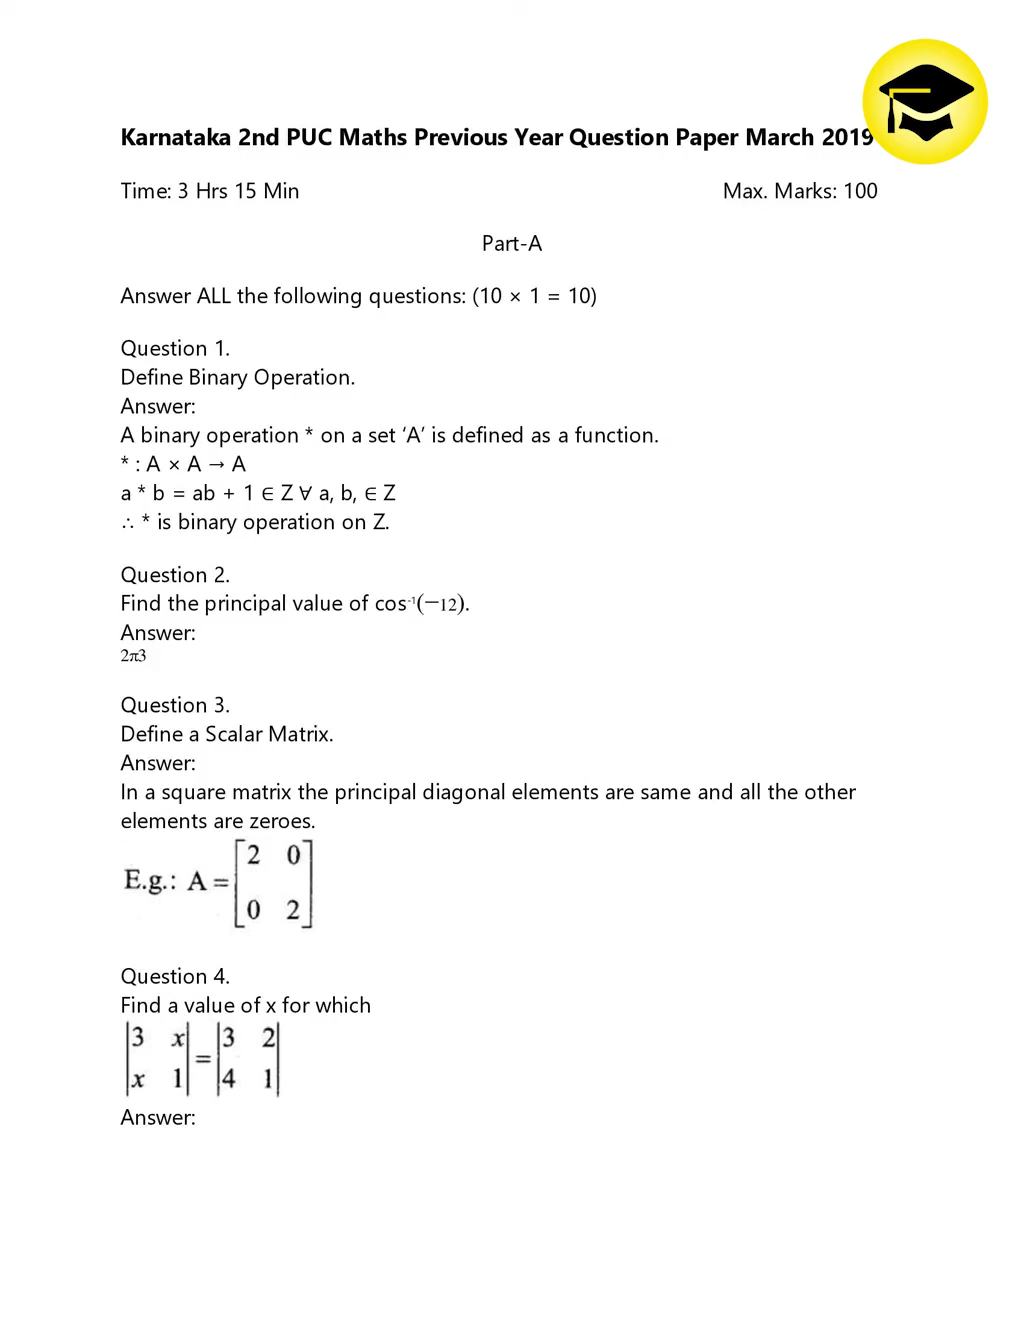 Karnataka 2nd PUC Maths Previous Year Question Paper March 2019
Time: 3 Hrs 15 Min Max. Marks: 100
Part-A
Answer ALL the following questions: (10 × 1 = 10)
Question 1.
Define Binary Operation.
Answer:
A binary operation * on a set ‘A’ is defined as a function.
* : A × A → A
a * b = ab + 1 ∈ Z ∀ a, b, ∈ Z
∴ * is binary operation on Z.
Question 2.
Find the principal value of cos⁻¹(−12).
Answer:
2π3
Question 3.
Define a Scalar Matrix.
Answer:
In a square matrix the principal diagonal elements are same and all the other
elements are zeroes.
E.g.: A = [2 0
0 2]
Question 4.
Find a value of x for which
|3 x| = |3 2|
|x 1| |4 1|
Answer: